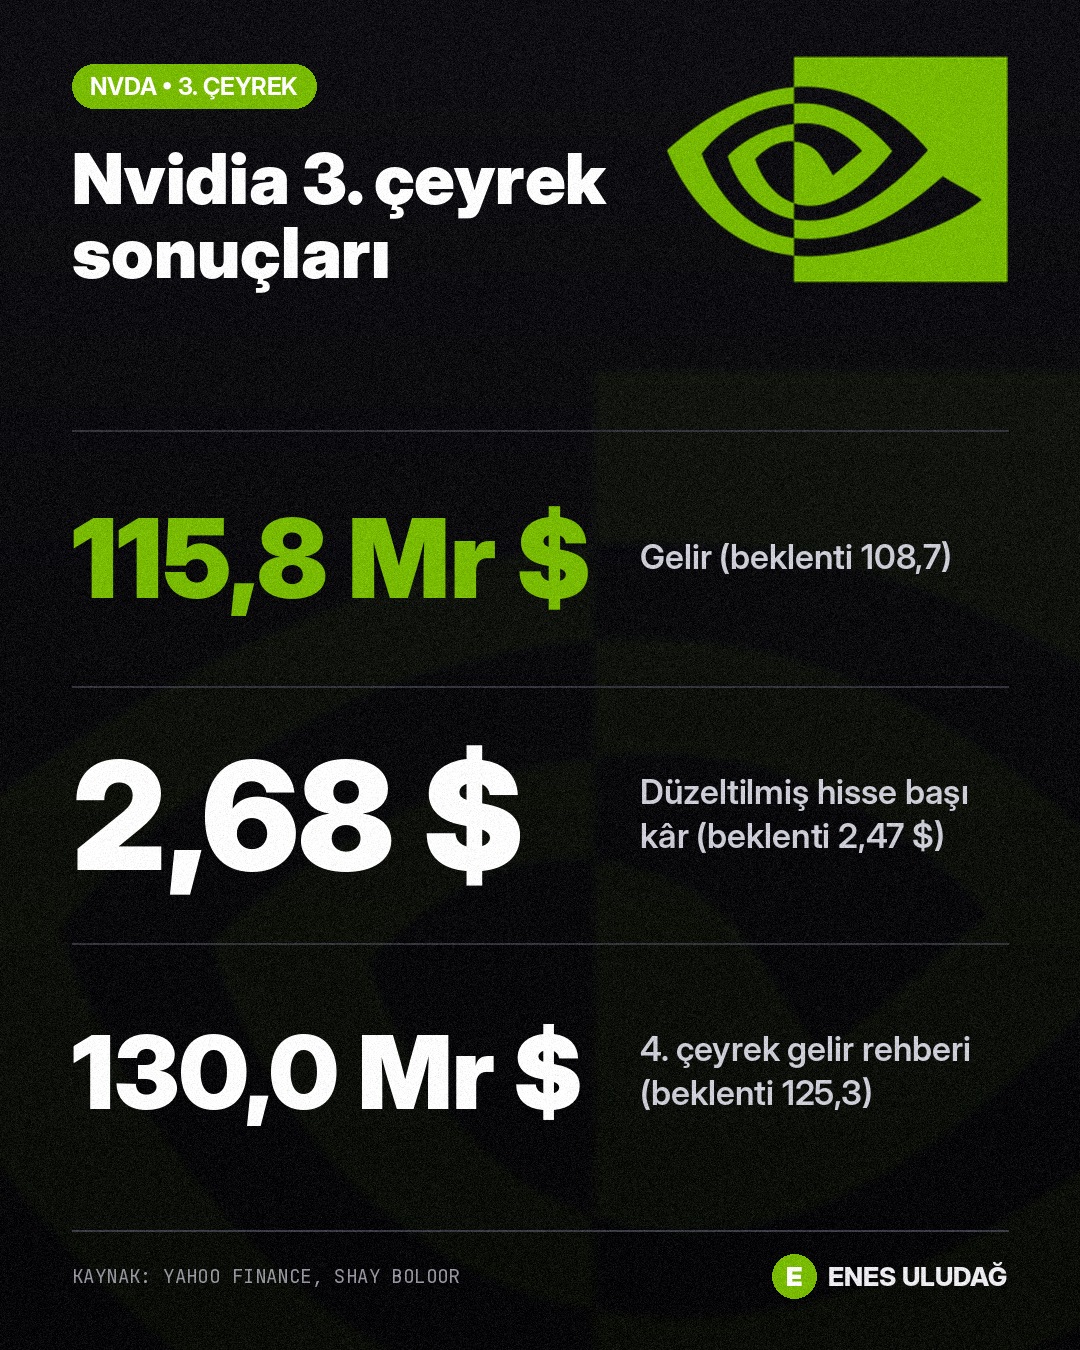 NVDA • 3. ÇEYREK
Nvidia 3. çeyrek
sonuçları
115,8 Mr $
Gelir (beklenti 108,7)
2,68 $
Düzeltilmiş hisse başı
kâr (beklenti 2,47 $)
130,0 Mr $
4. çeyrek gelir rehberi
(beklenti 125,3)
KAYNAK: YAHOO FINANCE, SHAY BOLOOR
E ENES ULUDAĞ